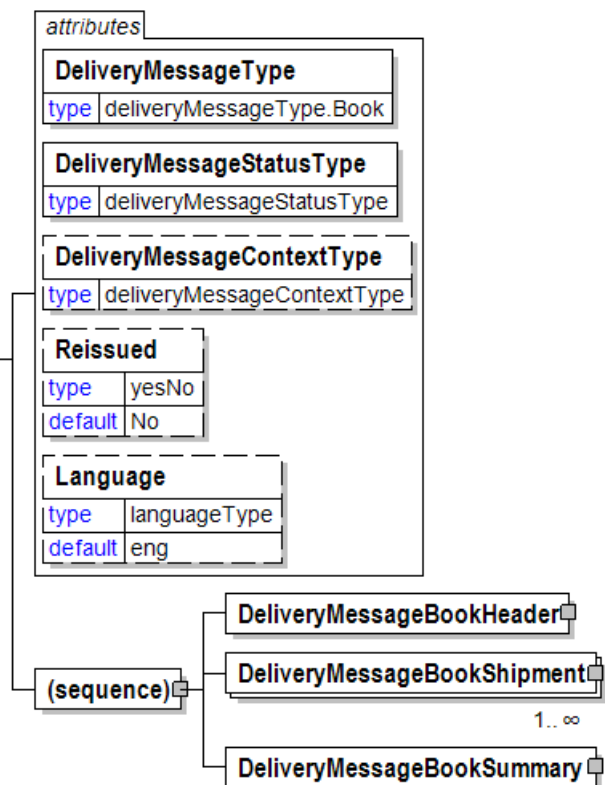 attributes
DeliveryMessageType
type deliveryMessageType.Book
DeliveryMessageStatusType
type deliveryMessageStatusType
DeliveryMessageContextType
type deliveryMessageContextType
Reissued
type yesNo
default No
Language
type languageType
default eng
DeliveryMessageBookHeader
(sequence)
DeliveryMessageBookShipment
1.. ∞
DeliveryMessageBookSummary